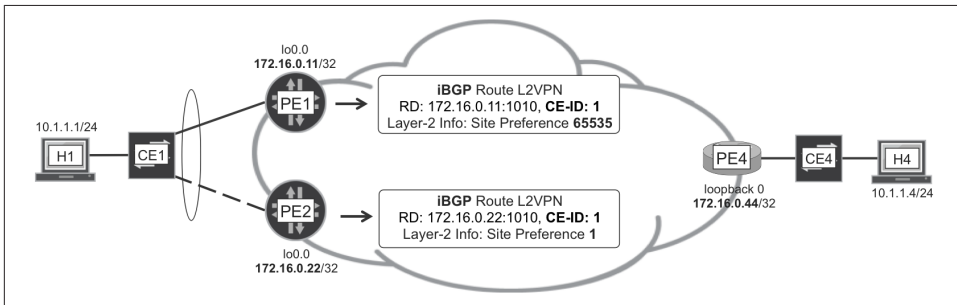 lo0.0
172.16.0.11/32
PE1
iBGP Route L2VPN
RD: 172.16.0.11:1010, CE-ID: 1
Layer-2 Info: Site Preference 65535
10.1.1.1/24
H1
CE1
PE4
CE4
H4
loopback 0
172.16.0.44/32
10.1.1.4/24
PE2
iBGP Route L2VPN
RD: 172.16.0.22:1010, CE-ID: 1
Layer-2 Info: Site Preference 1
lo0.0
172.16.0.22/32